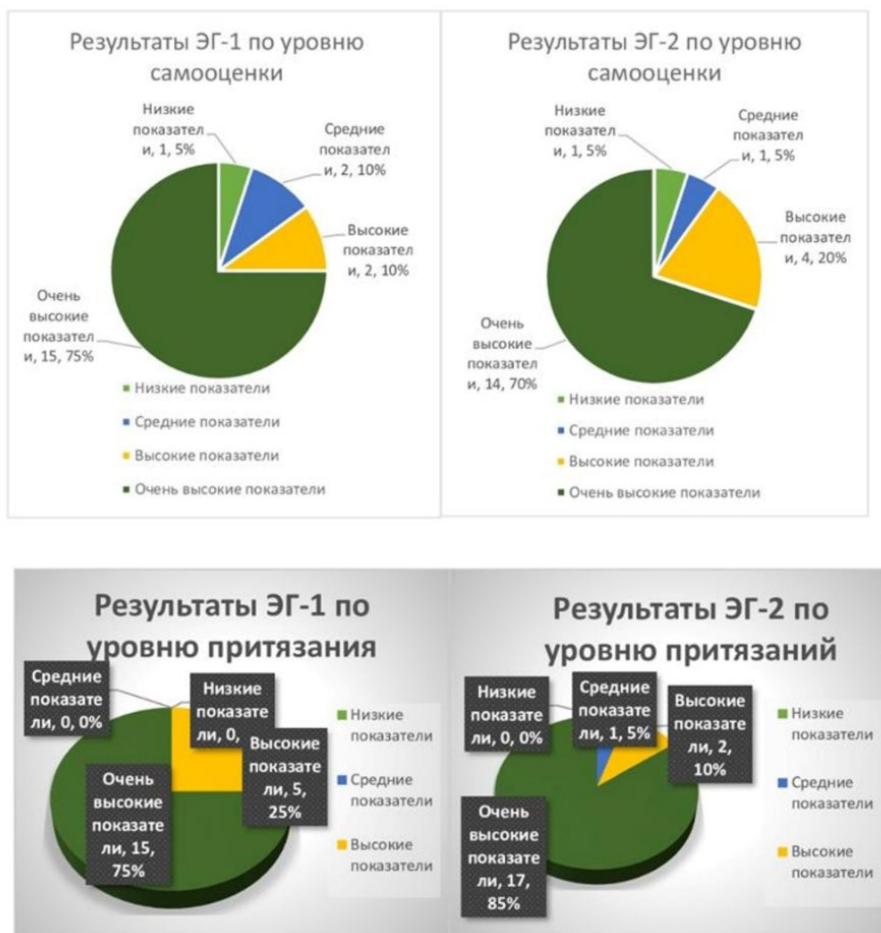 Результаты ЭГ-1 по уровню
самооценки
Низкие
показател
и, 1, 5%
Средние
показател
и, 2, 10%
Высокие
показател
и, 2, 10%
Очень
высокие
показател
и, 15, 75%
Низкие показатели
Средние показатели
Высокие показатели
Очень высокие показатели
Результаты ЭГ-2 по уровню
самооценки
Низкие
показател
и, 1, 5%
Средние
показател
и, 1, 5%
Высокие
показател
и, 4, 20%
Очень
высокие
показател
и, 14, 70%
Низкие показатели
Средние показатели
Высокие показатели
Очень высокие показатели
Результаты ЭГ-1 по
уровню притязания
Средние
показате
ли, 0, 0%
Низкие
показате
ли, 0,
Высокие
показате
ли, 5,
25%
Очень
высокие
показате
ли, 15,
75%
Низкие
показатели
Средние
показатели
Высокие
показатели
Результаты ЭГ-2 по
уровню притязаний
Низкие
показате
ли, 0, 0%
Средние
показате
ли, 1, 5%
Высокие
показате
ли, 2,
10%
Очень
высокие
показате
ли, 17,
85%
Низкие
показатели
Средние
показатели
Высокие
показатели